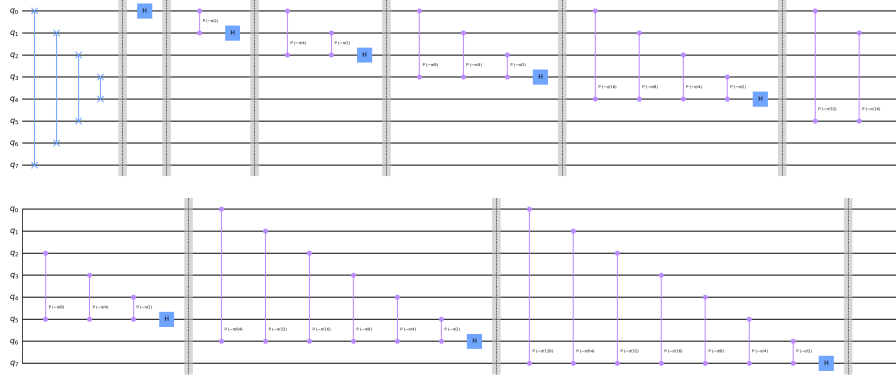 q₀ H
P (−π/2)
q₁ H
P (−π/4) P (−π/2)
q₂ H
P (−π/8) P (−π/4) P (−π/2)
q₃ H
P (−π/16) P (−π/8) P (−π/4) P (−π/2)
q₄ H
P (−π/32) P (−π/16)
q₅
q₆
q₇
q₀
q₁
q₂
q₃
q₄
P (−π/8) P (−π/4) P (−π/2)
q₅ H
P (−π/64) P (−π/32) P (−π/16) P (−π/8) P (−π/4) P (−π/2)
q₆ H
P (−π/128) P (−π/64) P (−π/32) P (−π/16) P (−π/8) P (−π/4) P (−π/2)
q₇ H